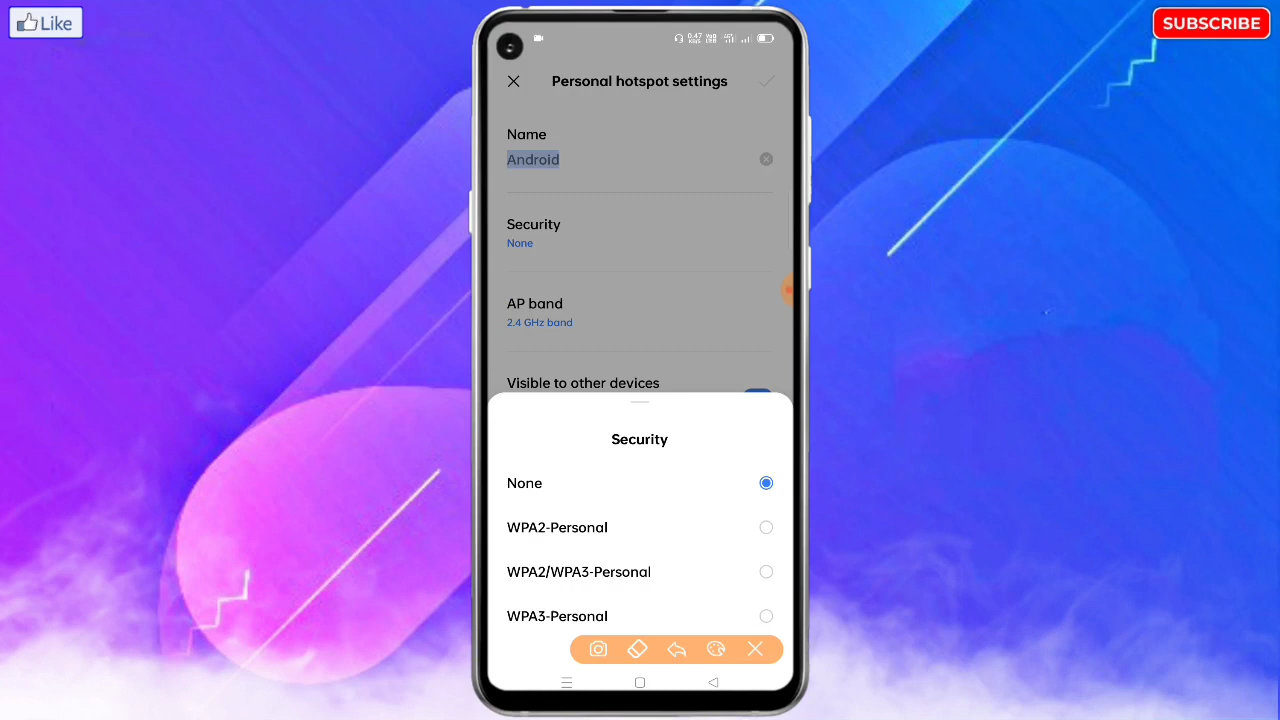 Like
SUBSCRIBE
Personal hotspot settings
Name
Android
Security
None
AP band
2.4 GHz band
Visible to other devices
Security
None
WPA2-Personal
WPA2/WPA3-Personal
WPA3-Personal